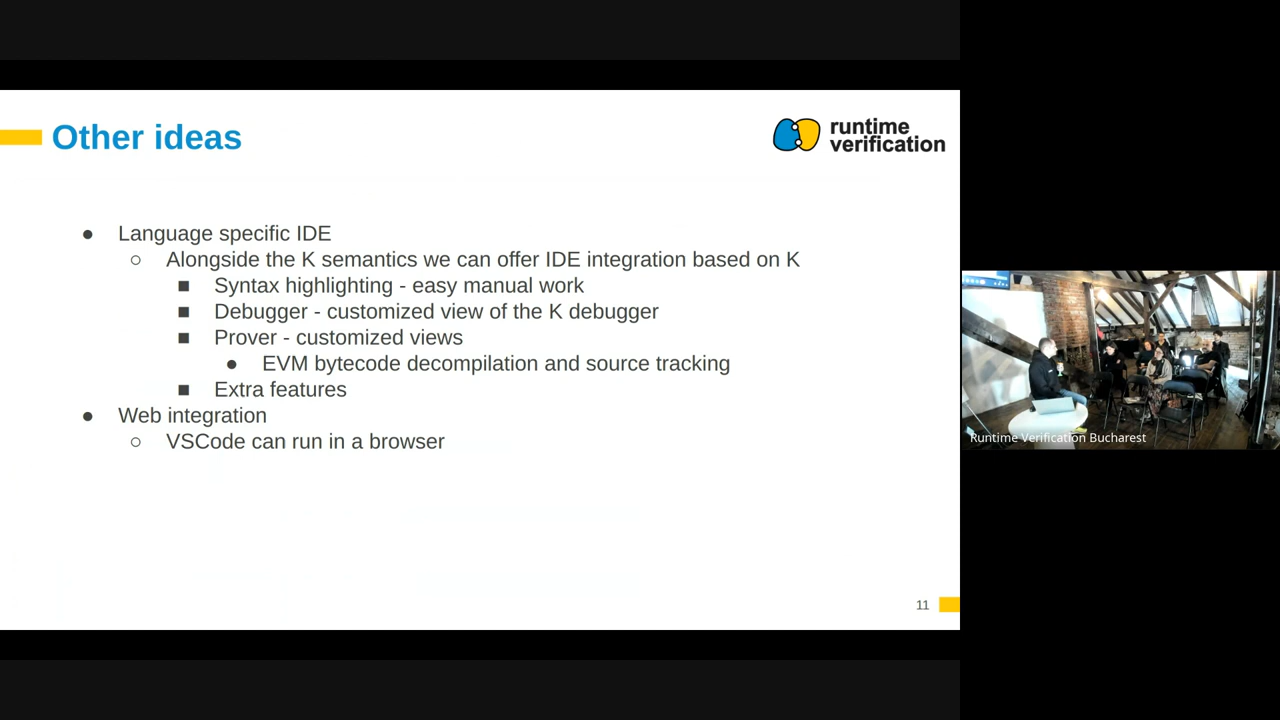 Other ideas
runtime
verification
● Language specific IDE
○ Alongside the K semantics we can offer IDE integration based on K
■ Syntax highlighting - easy manual work
■ Debugger - customized view of the K debugger
■ Prover - customized views
● EVM bytecode decompilation and source tracking
■ Extra features
● Web integration
○ VSCode can run in a browser
11
Runtime Verification Bucharest